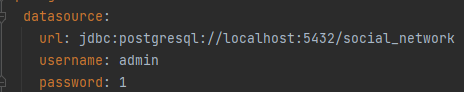 datasource:
url: jdbc:postgresql://localhost:5432/social_network
username: admin
password: 1